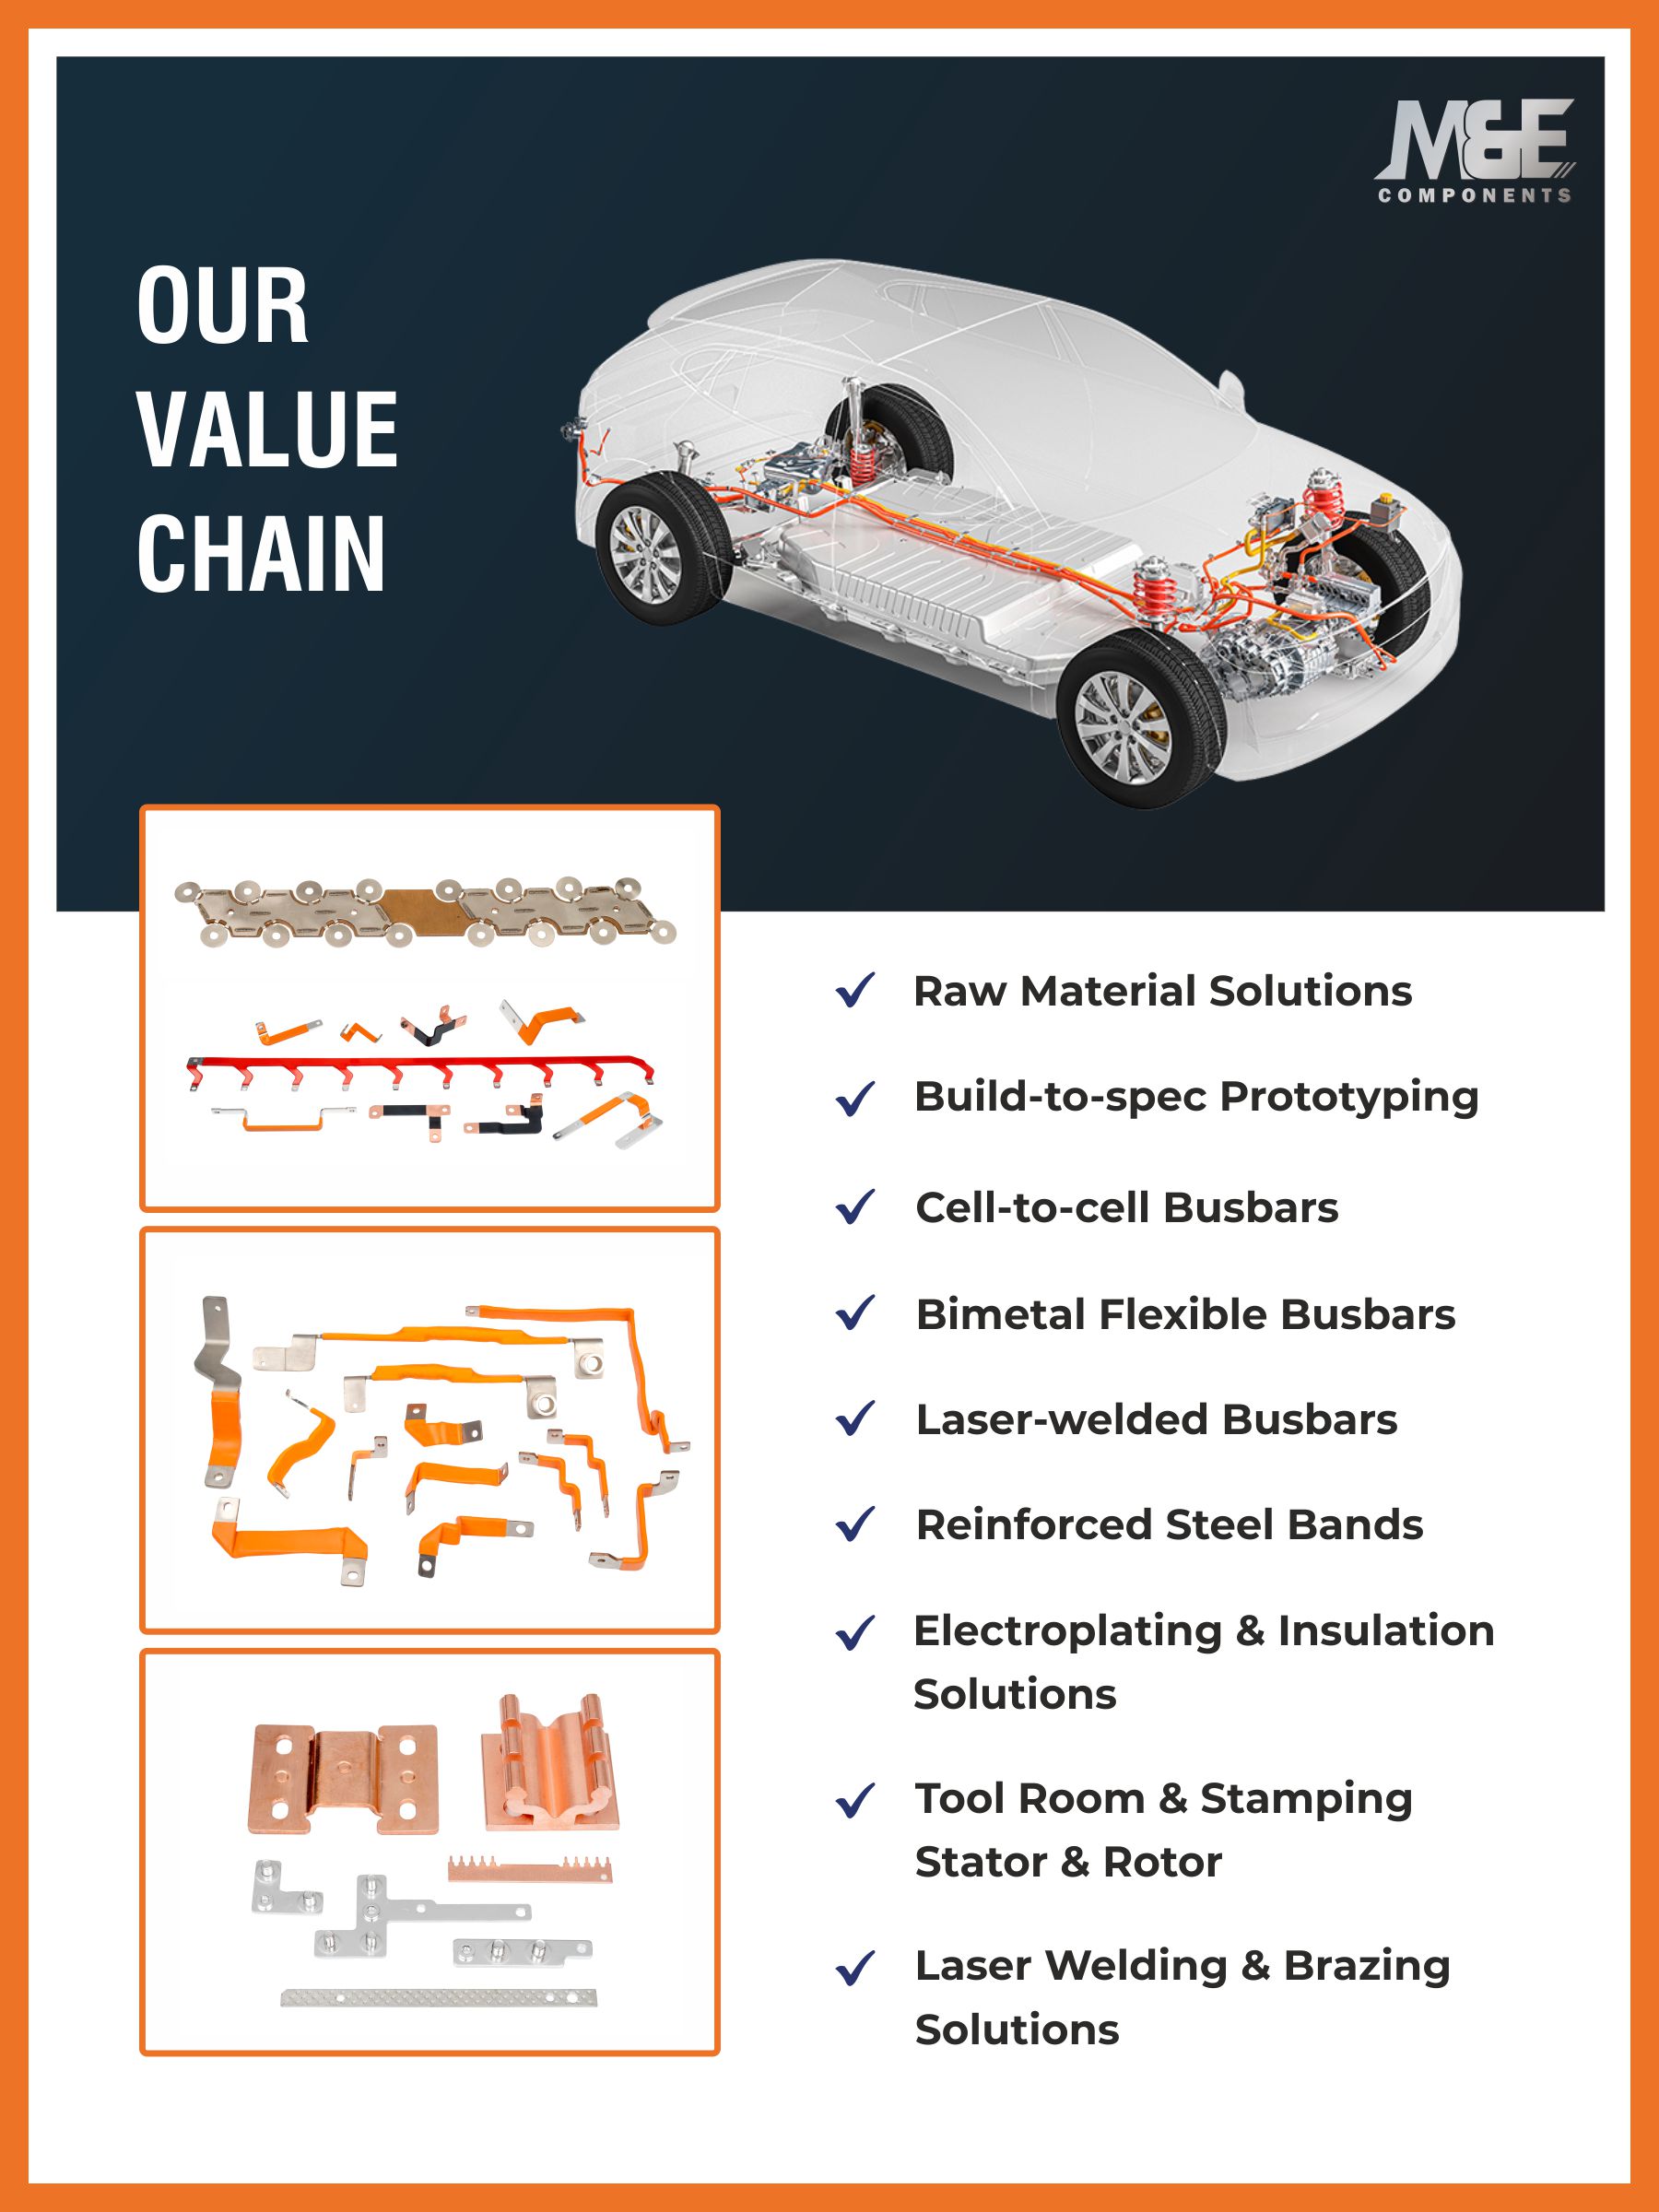 M&E
COMPONENTS
OUR
VALUE
CHAIN
Raw Material Solutions
Build-to-spec Prototyping
Cell-to-cell Busbars
Bimetal Flexible Busbars
Laser-welded Busbars
Reinforced Steel Bands
Electroplating & Insulation
Solutions
Tool Room & Stamping
Stator & Rotor
Laser Welding & Brazing
Solutions